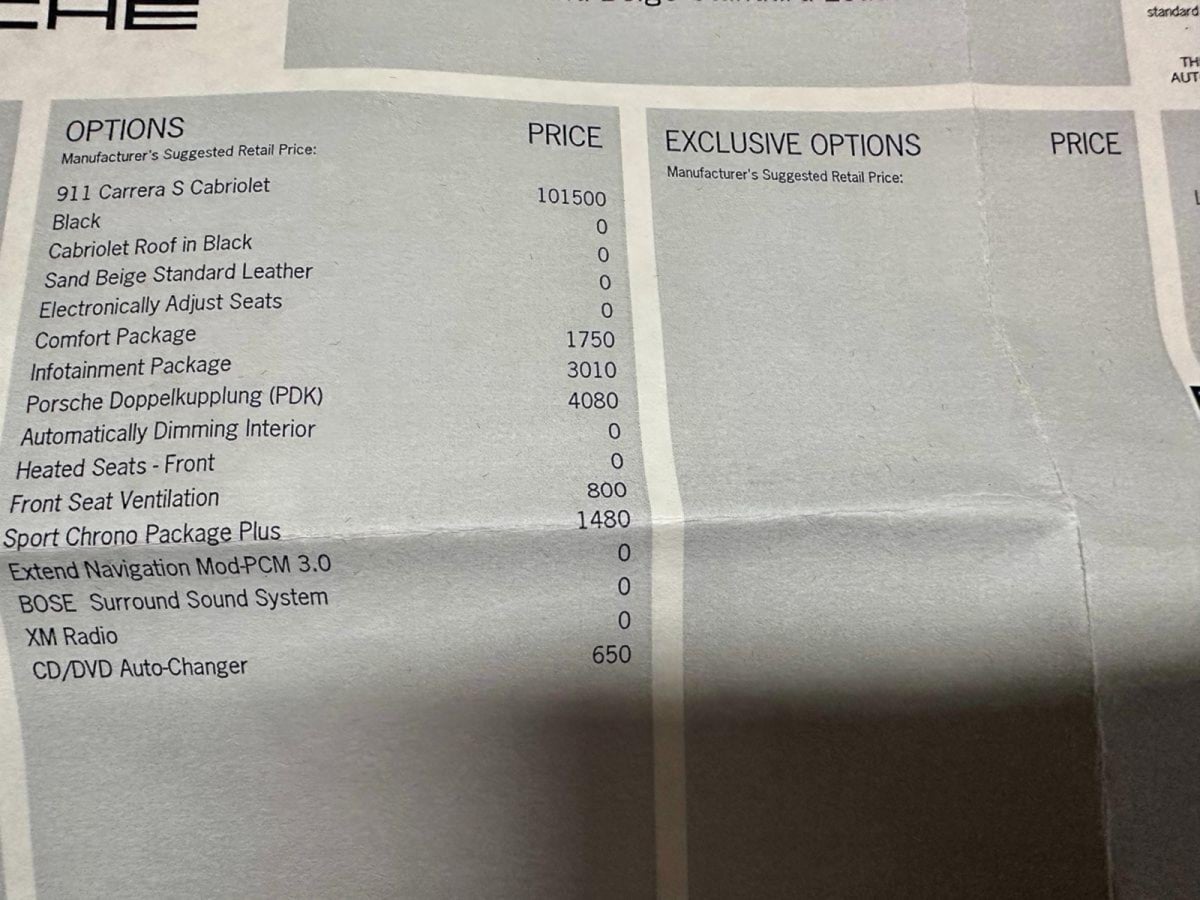 standard
TH
AUT
OPTIONS PRICE
Manufacturer's Suggested Retail Price:
911 Carrera S Cabriolet 101500
Black 0
Cabriolet Roof in Black 0
Sand Beige Standard Leather 0
Electronically Adjust Seats 0
Comfort Package 1750
Infotainment Package 3010
Porsche Doppelkupplung (PDK) 4080
Automatically Dimming Interior 0
Heated Seats - Front 0
Front Seat Ventilation 800
Sport Chrono Package Plus 1480
Extend Navigation Mod-PCM 3.0 0
BOSE Surround Sound System 0
XM Radio 0
CD/DVD Auto-Changer 650
EXCLUSIVE OPTIONS PRICE
Manufacturer's Suggested Retail Price: